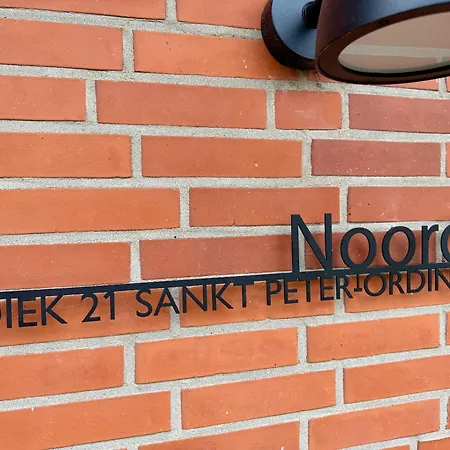 Noord
DIEK 21 SANKT PETER-ORDIN